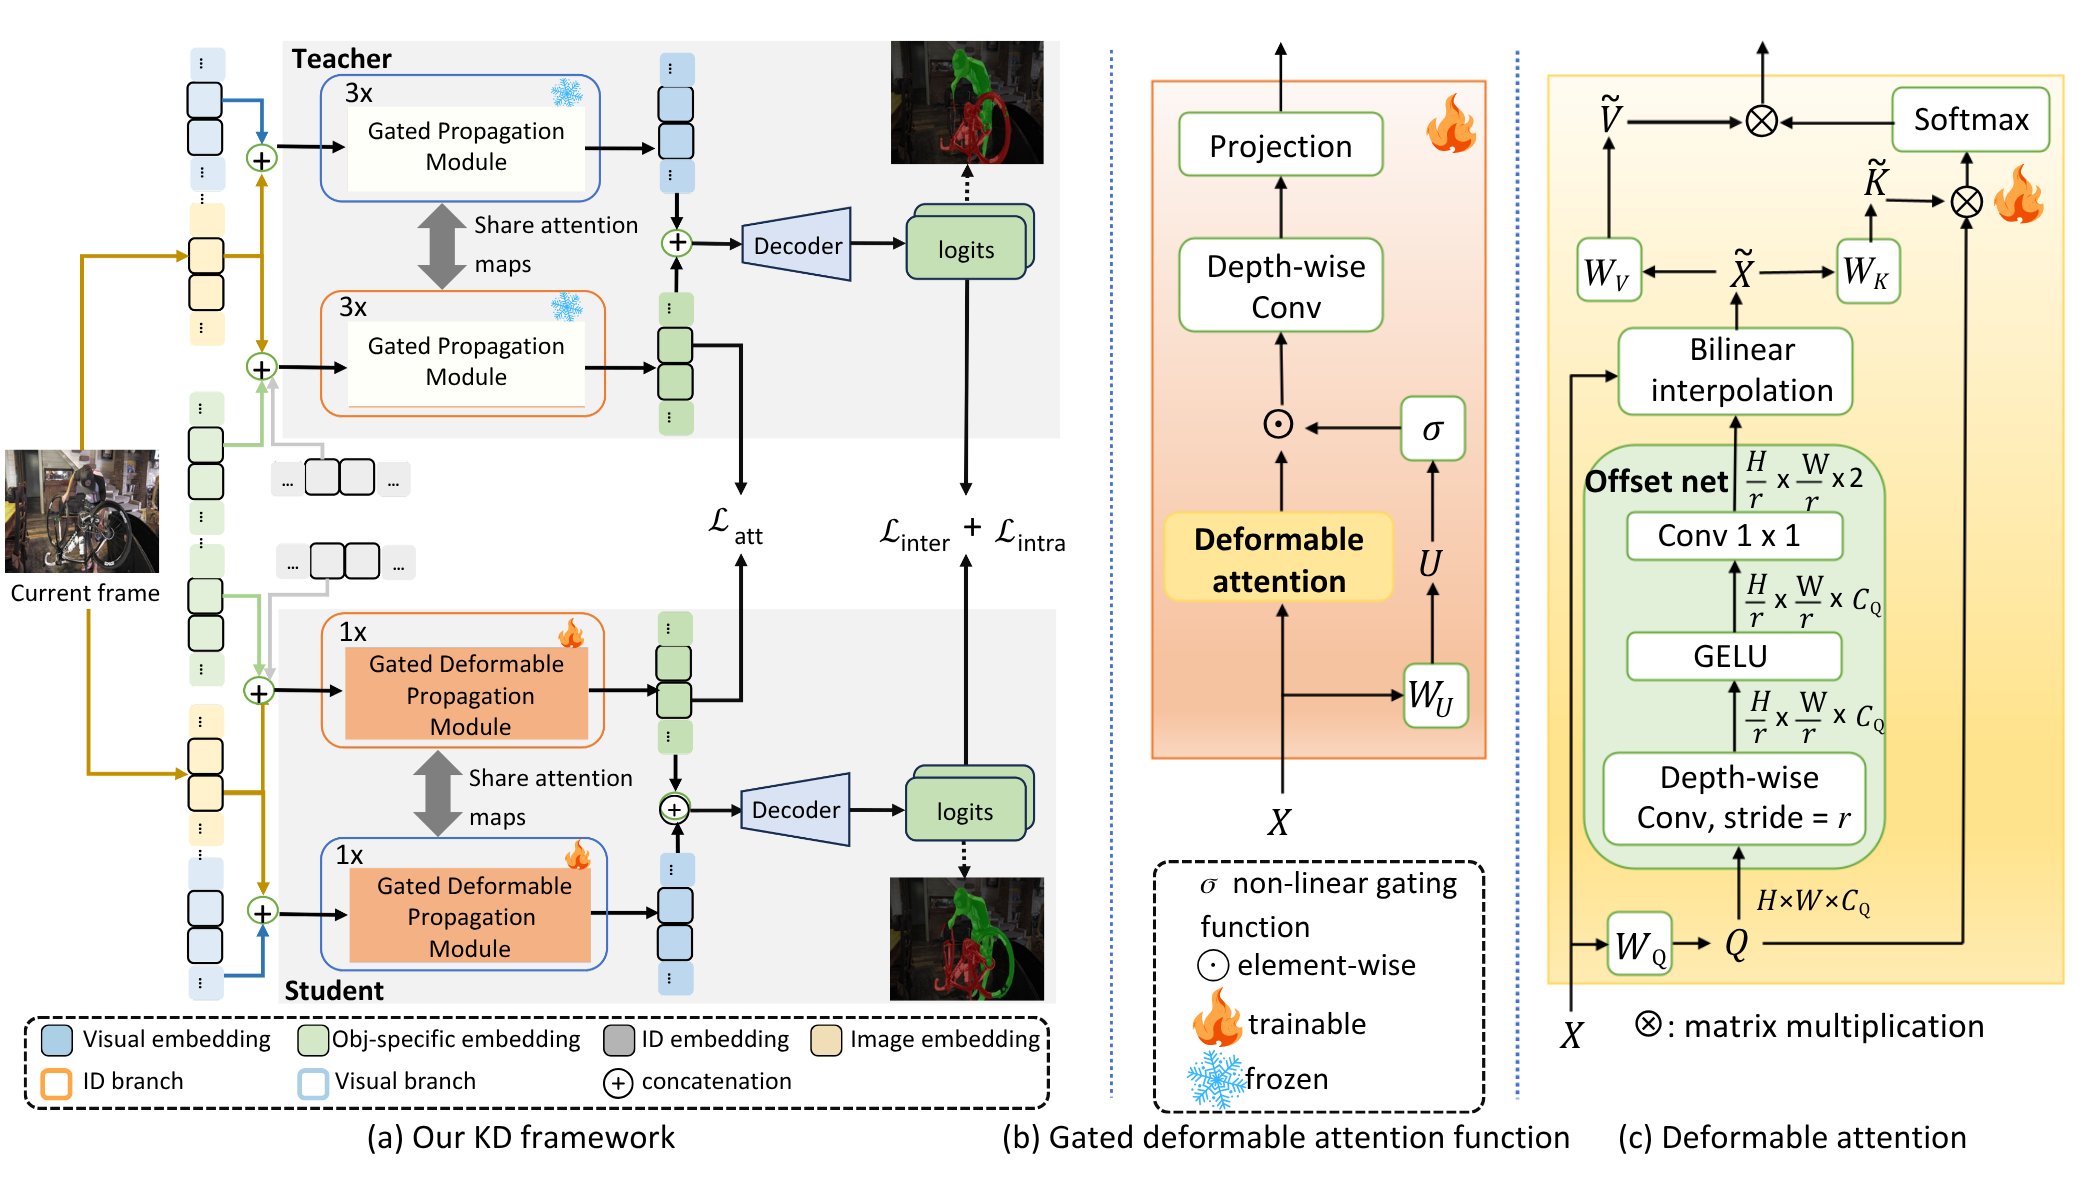 Teacher
3x
Gated Propagation
Module
Share attention
maps
3x
Gated Propagation
Module
Decoder
logits
Current frame
ℒ att
ℒ inter + ℒ intra
1x
Gated Deformable
Propagation
Module
Share attention
maps
1x
Gated Deformable
Propagation
Module
Decoder
logits
Student
Visual embedding
Obj-specific embedding
ID embedding
Image embedding
ID branch
Visual branch
+ concatenation
(a) Our KD framework
Projection
Depth-wise
Conv
⊙
σ
Deformable
attention
U
W_U
X
σ non-linear gating
function
⊙ element-wise
trainable
frozen
(b) Gated deformable attention function
Ṽ
⊗
Softmax
K̃
⊗
W_V
X̃
W_K
Bilinear
interpolation
Offset net
H/r x W/r x 2
Conv 1 x 1
H/r x W/r x C_Q
GELU
H/r x W/r x C_Q
Depth-wise
Conv, stride = r
H×W×C_Q
W_Q
Q
X
⊗: matrix multiplication
(c) Deformable attention